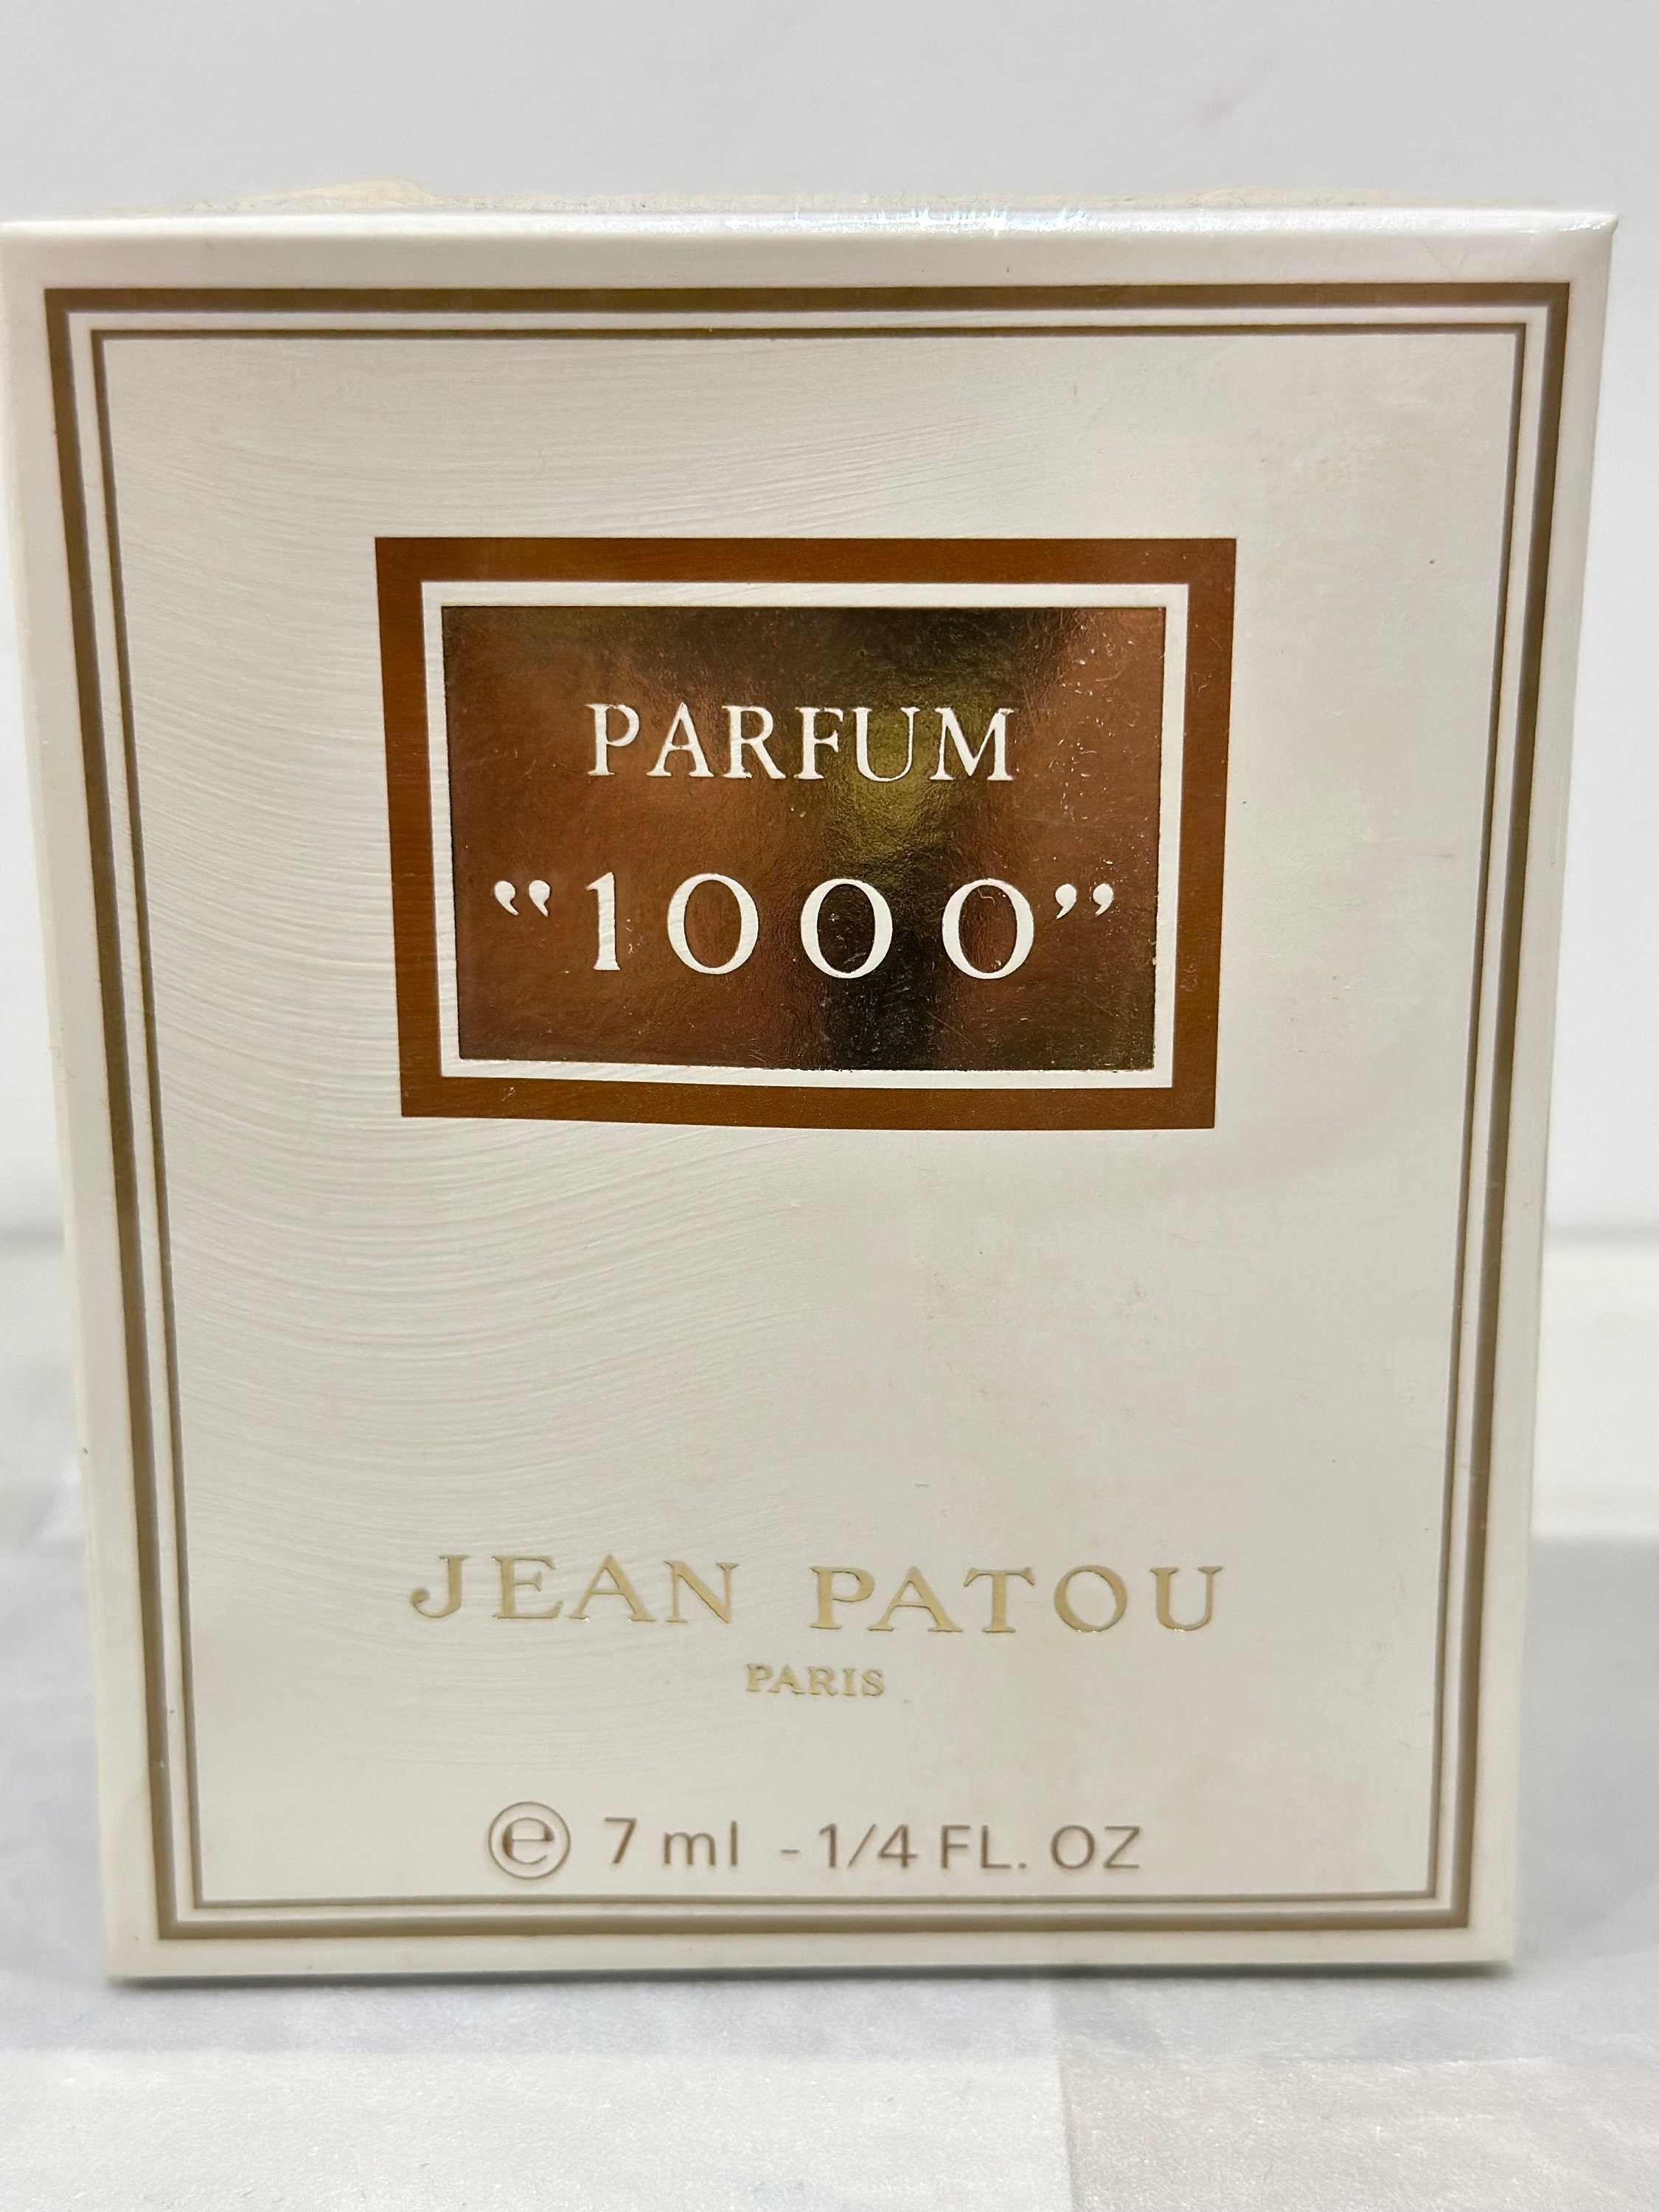 PARFUM
“1000”
JEAN PATOU
PARIS
ⓔ 7 ml - 1/4 FL. OZ